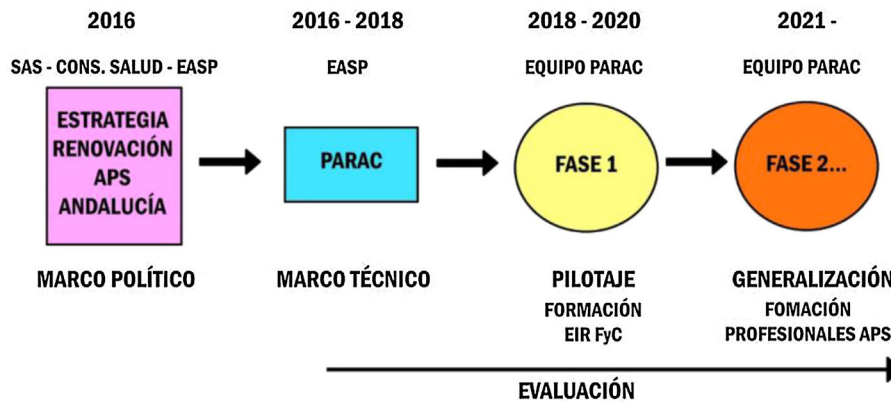 2016
2016 - 2018
2018 - 2020
2021 -
SAS - CONS. SALUD - EASP
EASP
EQUIPO PARAC
EQUIPO PARAC
ESTRATEGIA
RENOVACIÓN
APS
ANDALUCÍA
PARAC
FASE 1
FASE 2...
MARCO POLÍTICO
MARCO TÉCNICO
PILOTAJE
FORMACIÓN
EIR FyC
GENERALIZACIÓN
FOMACIÓN
PROFESIONALES APS
EVALUACIÓN